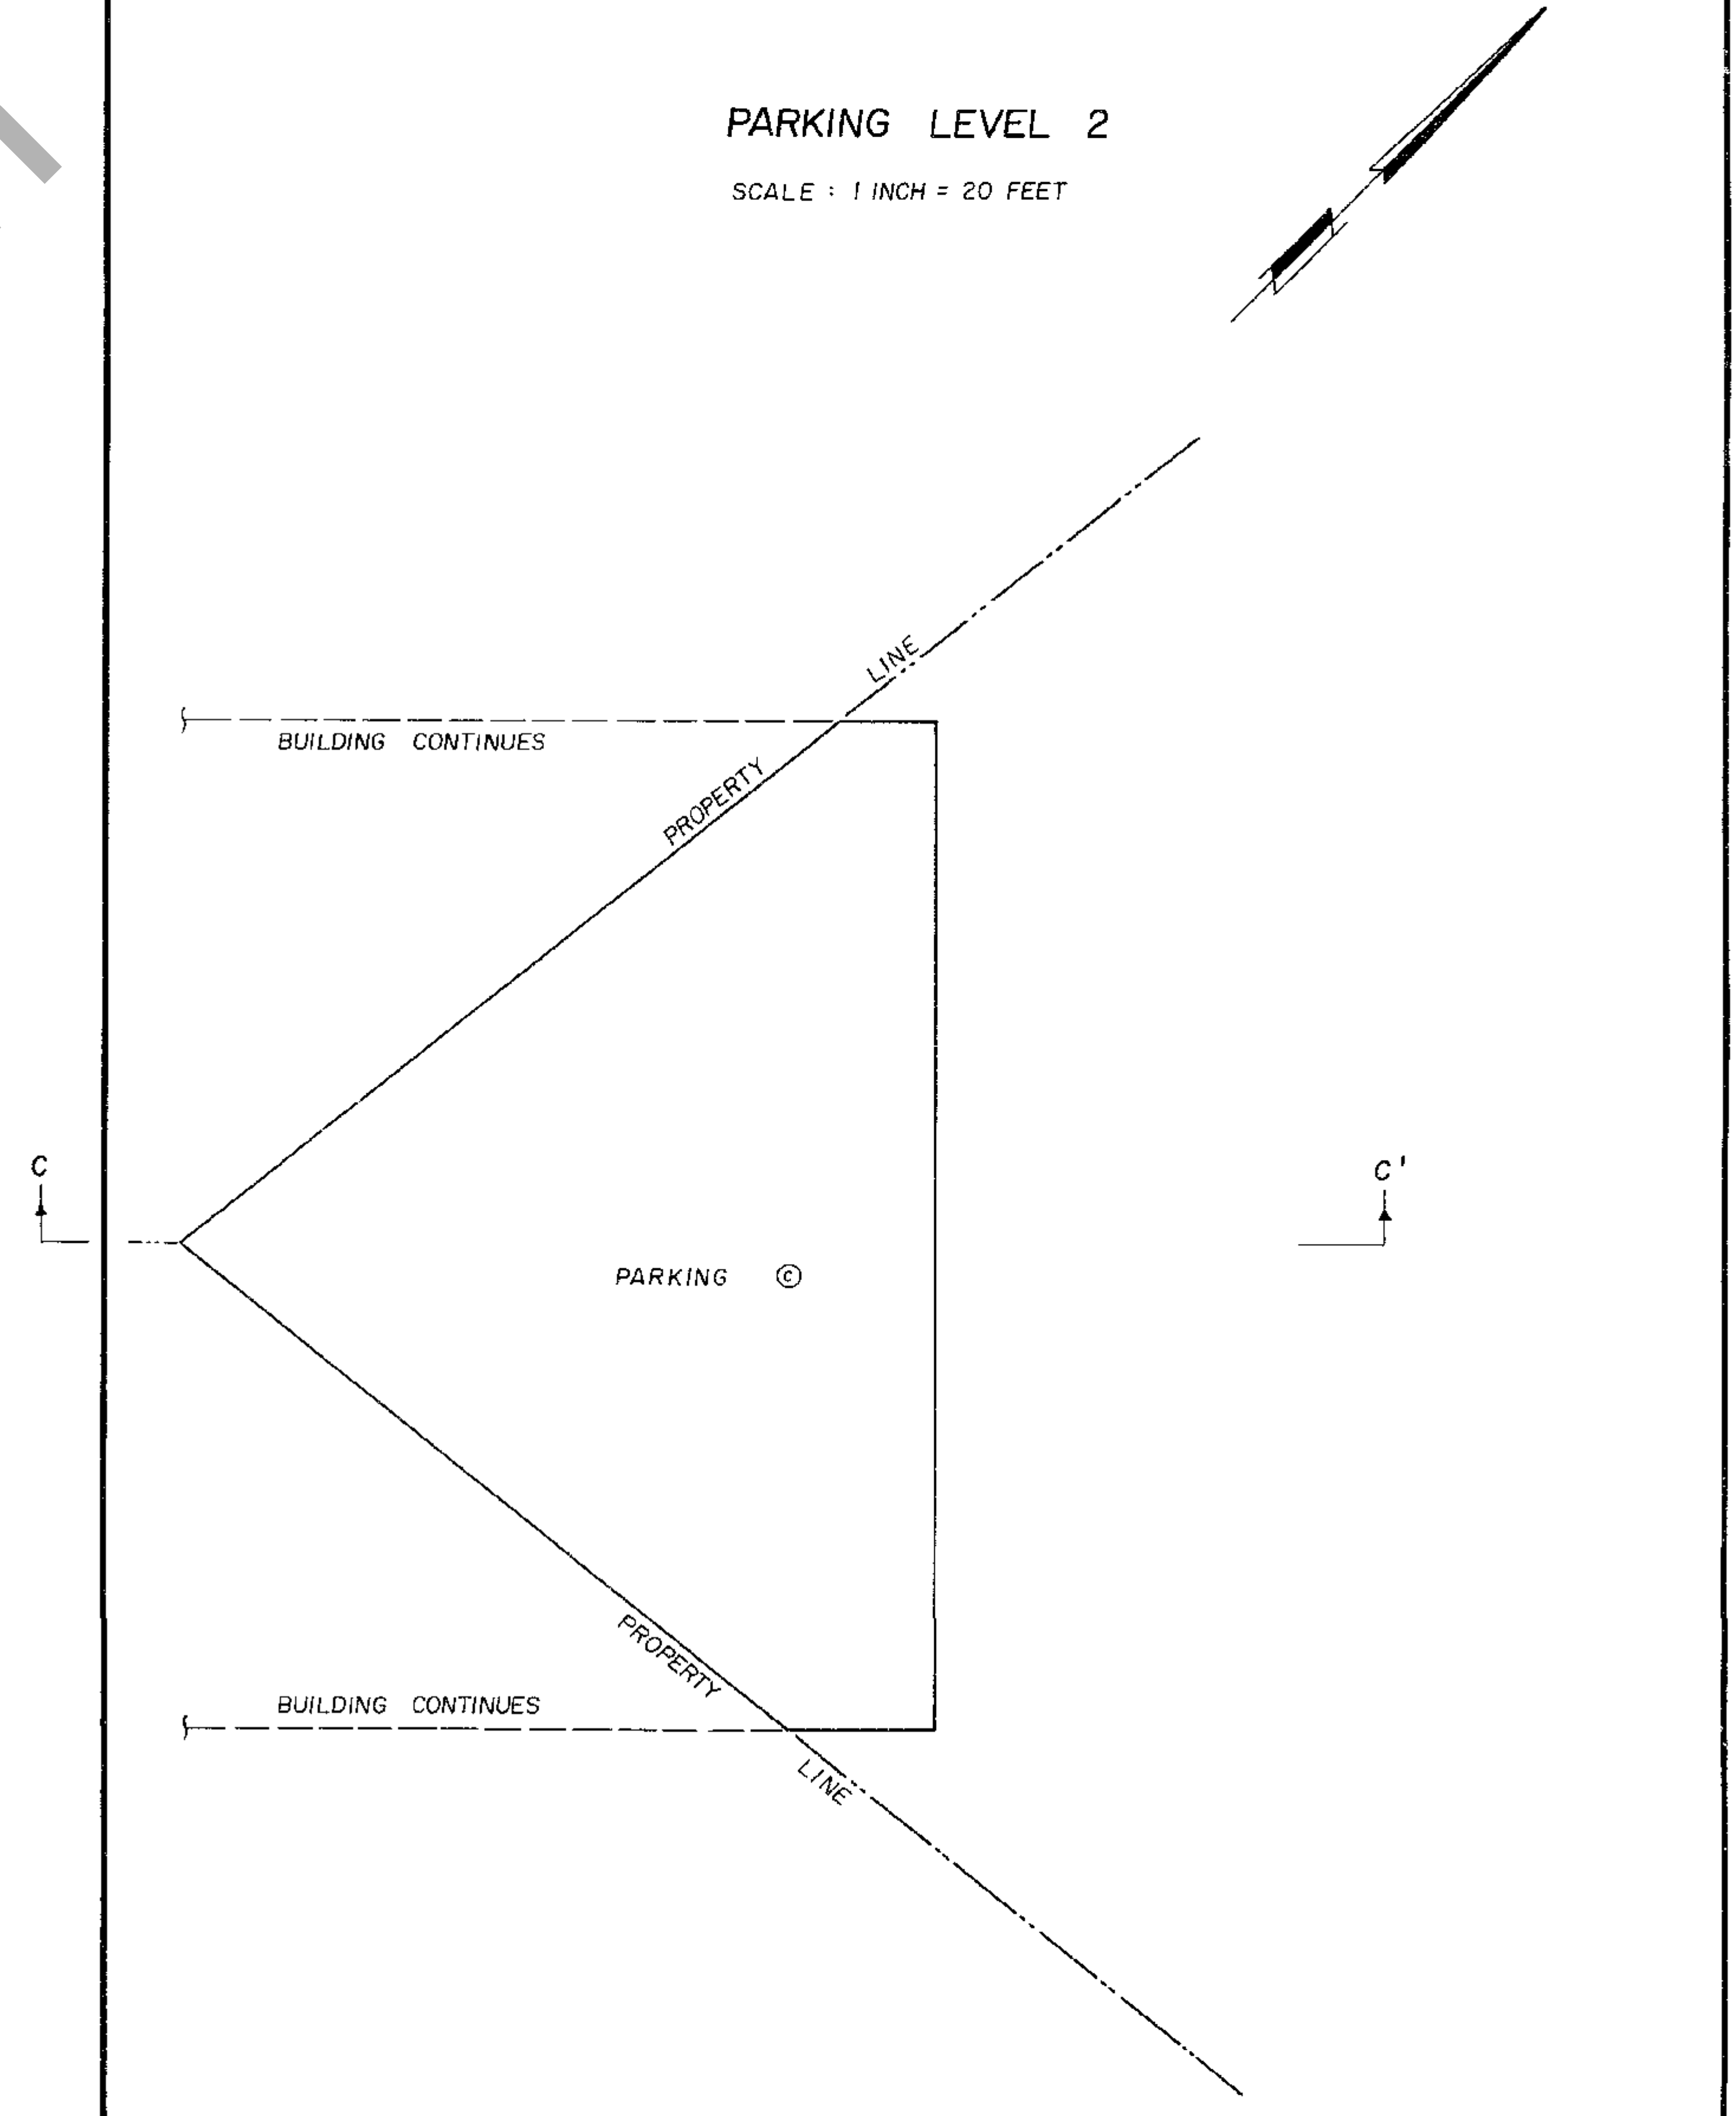 PARKING LEVEL 2
SCALE : 1 INCH = 20 FEET
LINE
BUILDING CONTINUES
PROPERTY
C
C'
PARKING ©
PROPERTY
BUILDING CONTINUES
LINE